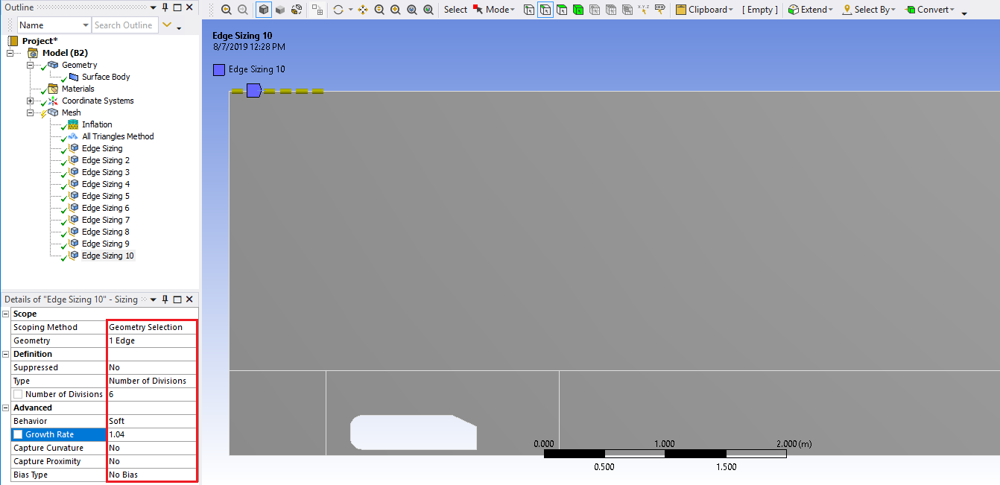 Outline
Name
Search Outline
Project*
Model (B2)
Geometry
Surface Body
Materials
Coordinate Systems
Mesh
Inflation
All Triangles Method
Edge Sizing
Edge Sizing 2
Edge Sizing 3
Edge Sizing 4
Edge Sizing 5
Edge Sizing 6
Edge Sizing 7
Edge Sizing 8
Edge Sizing 9
Edge Sizing 10
Details of "Edge Sizing 10" - Sizing
Scope
Scoping Method Geometry Selection
Geometry 1 Edge
Definition
Suppressed No
Type Number of Divisions
Number of Divisions 6
Advanced
Behavior Soft
Growth Rate 1.04
Capture Curvature No
Capture Proximity No
Bias Type No Bias
Select Mode X,Y,Z Clipboard [ Empty ] Extend Select By Convert
Edge Sizing 10
8/7/2019 12:28 PM
Edge Sizing 10
0.000 1.000 2.000 (m)
0.500 1.500